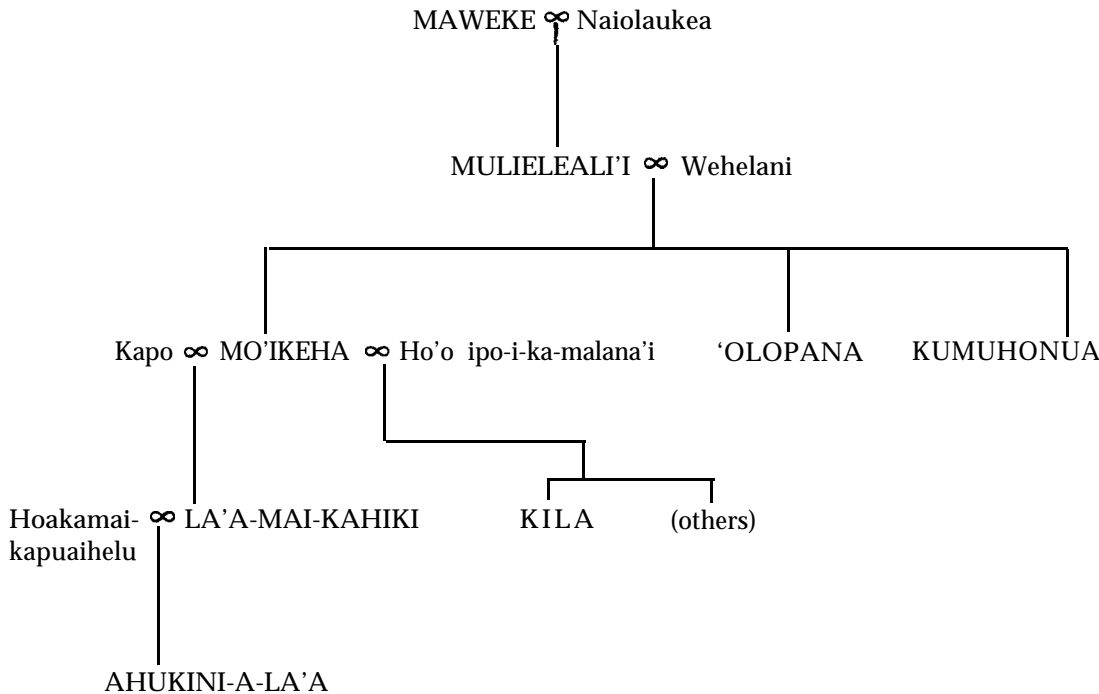 MAWEKE ∞ Naiolaukea
MULIELEALI'I ∞ Wehelani
Kapo ∞ MO'IKEHA ∞ Ho'o ipo-i-ka-malana'i ‘OLOPANA KUMUHONUA
Hoakamai- ∞ LA'A-MAI-KAHIKI KILA (others)
kapuaihelu
AHUKINI-A-LA'A